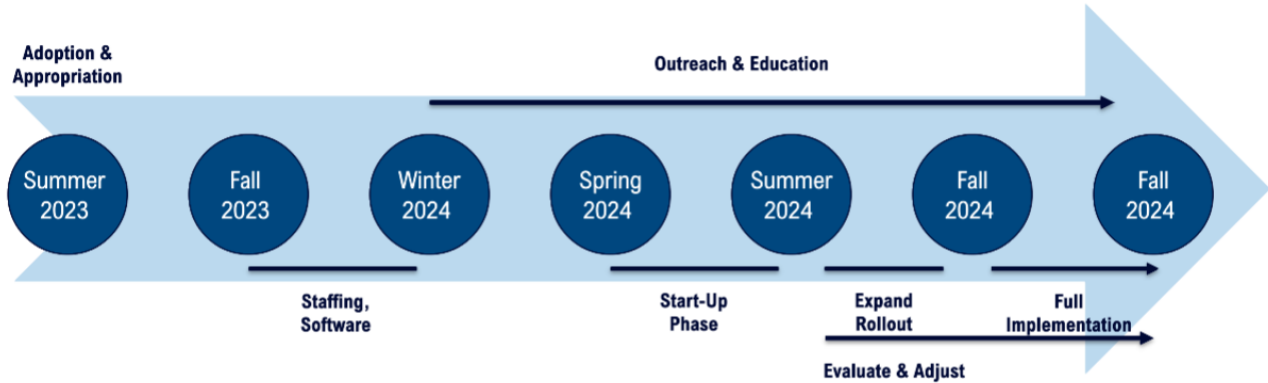 Adoption &
Appropriation
Outreach & Education
Summer
2023
Fall
2023
Winter
2024
Spring
2024
Summer
2024
Fall
2024
Fall
2024
Staffing,
Software
Start-Up
Phase
Expand
Rollout
Full
Implementation
Evaluate & Adjust